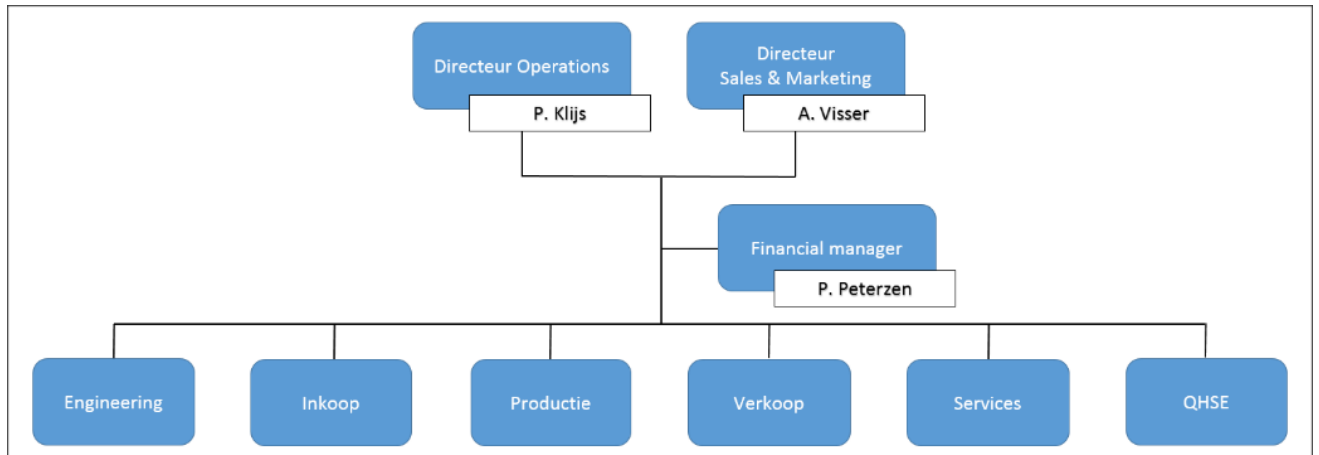 Directeur Operations
P. Klijs
Directeur
Sales & Marketing
A. Visser
Financial manager
P. Peterzen
Engineering
Inkoop
Productie
Verkoop
Services
QHSE